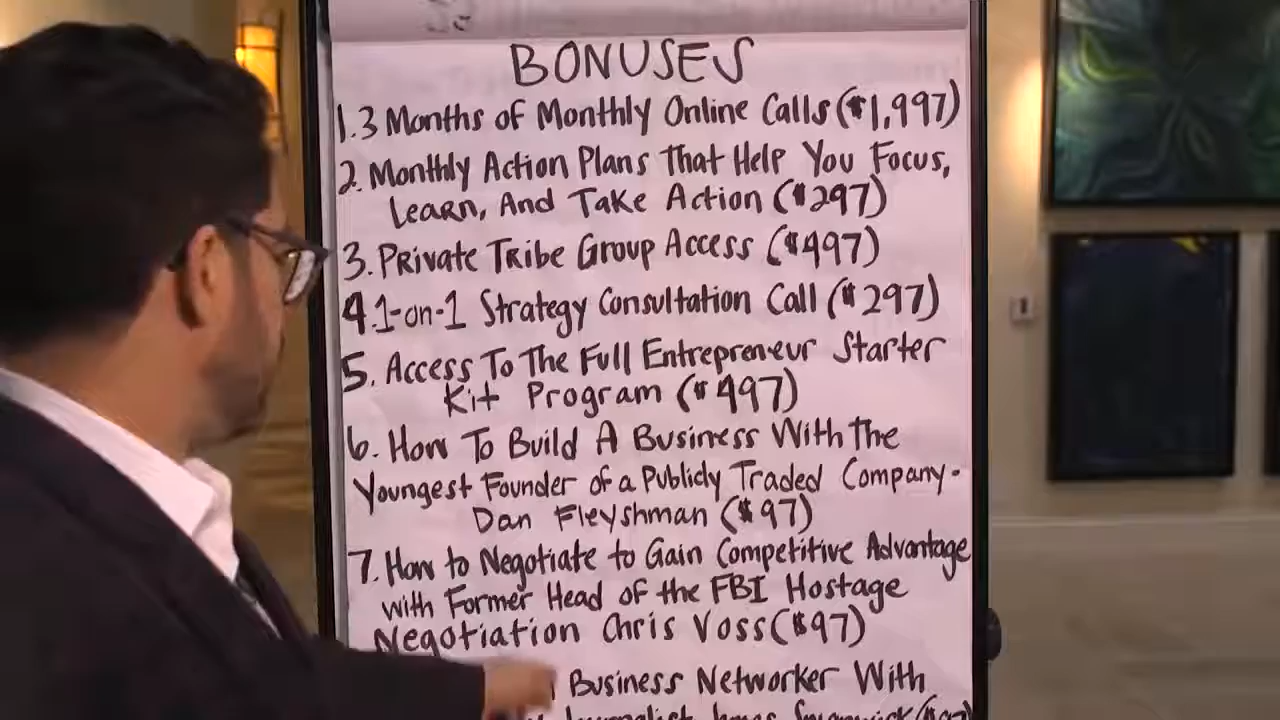 BONUSES
1. 3 Months of Monthly Online Calls ($1,997)
2. Monthly Action Plans That Help You Focus,
Learn, And Take Action ($297)
3. Private Tribe Group Access ($497)
4. 1-on-1 Strategy Consultation Call ($297)
5. Access To The Full Entrepreneur Starter
Kit Program ($497)
6. How To Build A Business With The
Youngest Founder of a Publicly Traded Company-
Dan Fleyshman ($97)
7. How to Negotiate to Gain Competitive Advantage
with Former Head of the FBI Hostage
Negotiation Chris Voss ($97)
Business Networker With
Journalist James